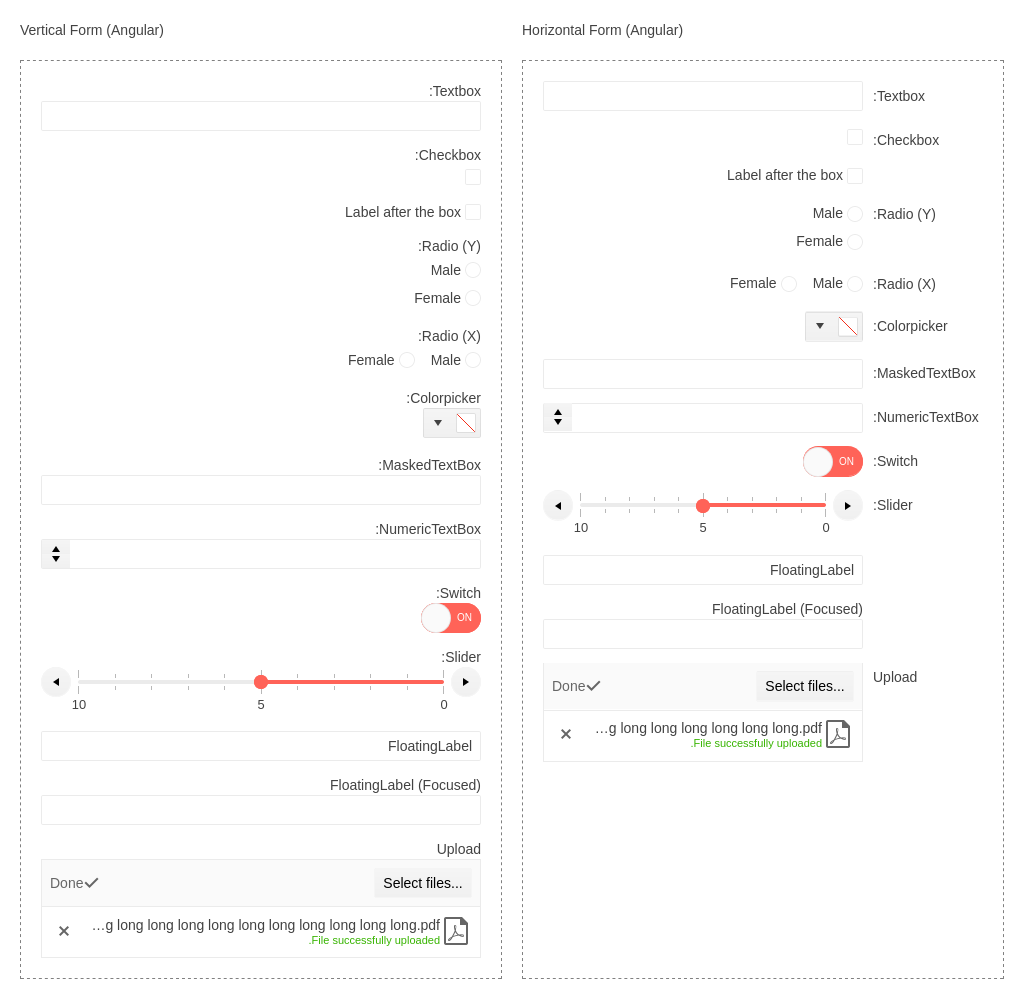 Vertical Form (Angular)
:Textbox
:Checkbox
Label after the box
:Radio (Y)
Male
Female
:Radio (X)
Female Male
:Colorpicker
:MaskedTextBox
:NumericTextBox
:Switch
ON
:Slider
10 5 0
FloatingLabel
FloatingLabel (Focused)
Upload
Done Select files...
...g long long long long long long long long long long.pdf
.File successfully uploaded
Horizontal Form (Angular)
:Textbox
:Checkbox
Label after the box
Male :Radio (Y)
Female
Female Male :Radio (X)
:Colorpicker
:MaskedTextBox
:NumericTextBox
ON :Switch
:Slider
10 5 0
FloatingLabel
FloatingLabel (Focused)
Upload
Done Select files...
...g long long long long long long.pdf
.File successfully uploaded